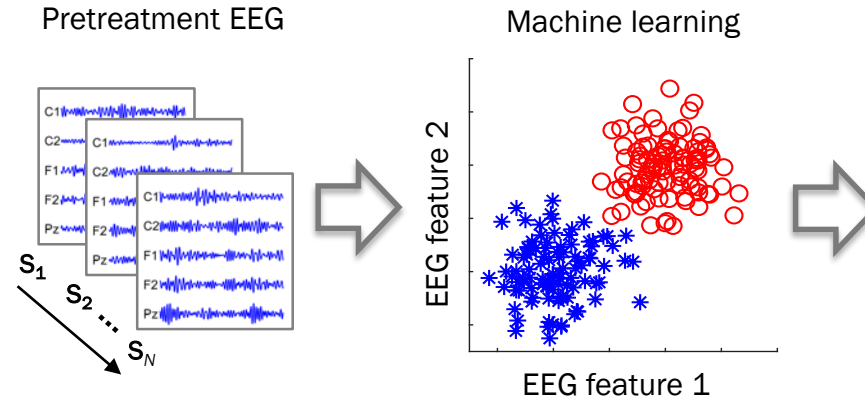 Pretreatment EEG
Machine learning
C1
C2
F1
F2
Pz
C1
C2
F1
F2
Pz
C1
C2
F1
F2
Pz
S1
S2
...
SN
EEG feature 2
EEG feature 1